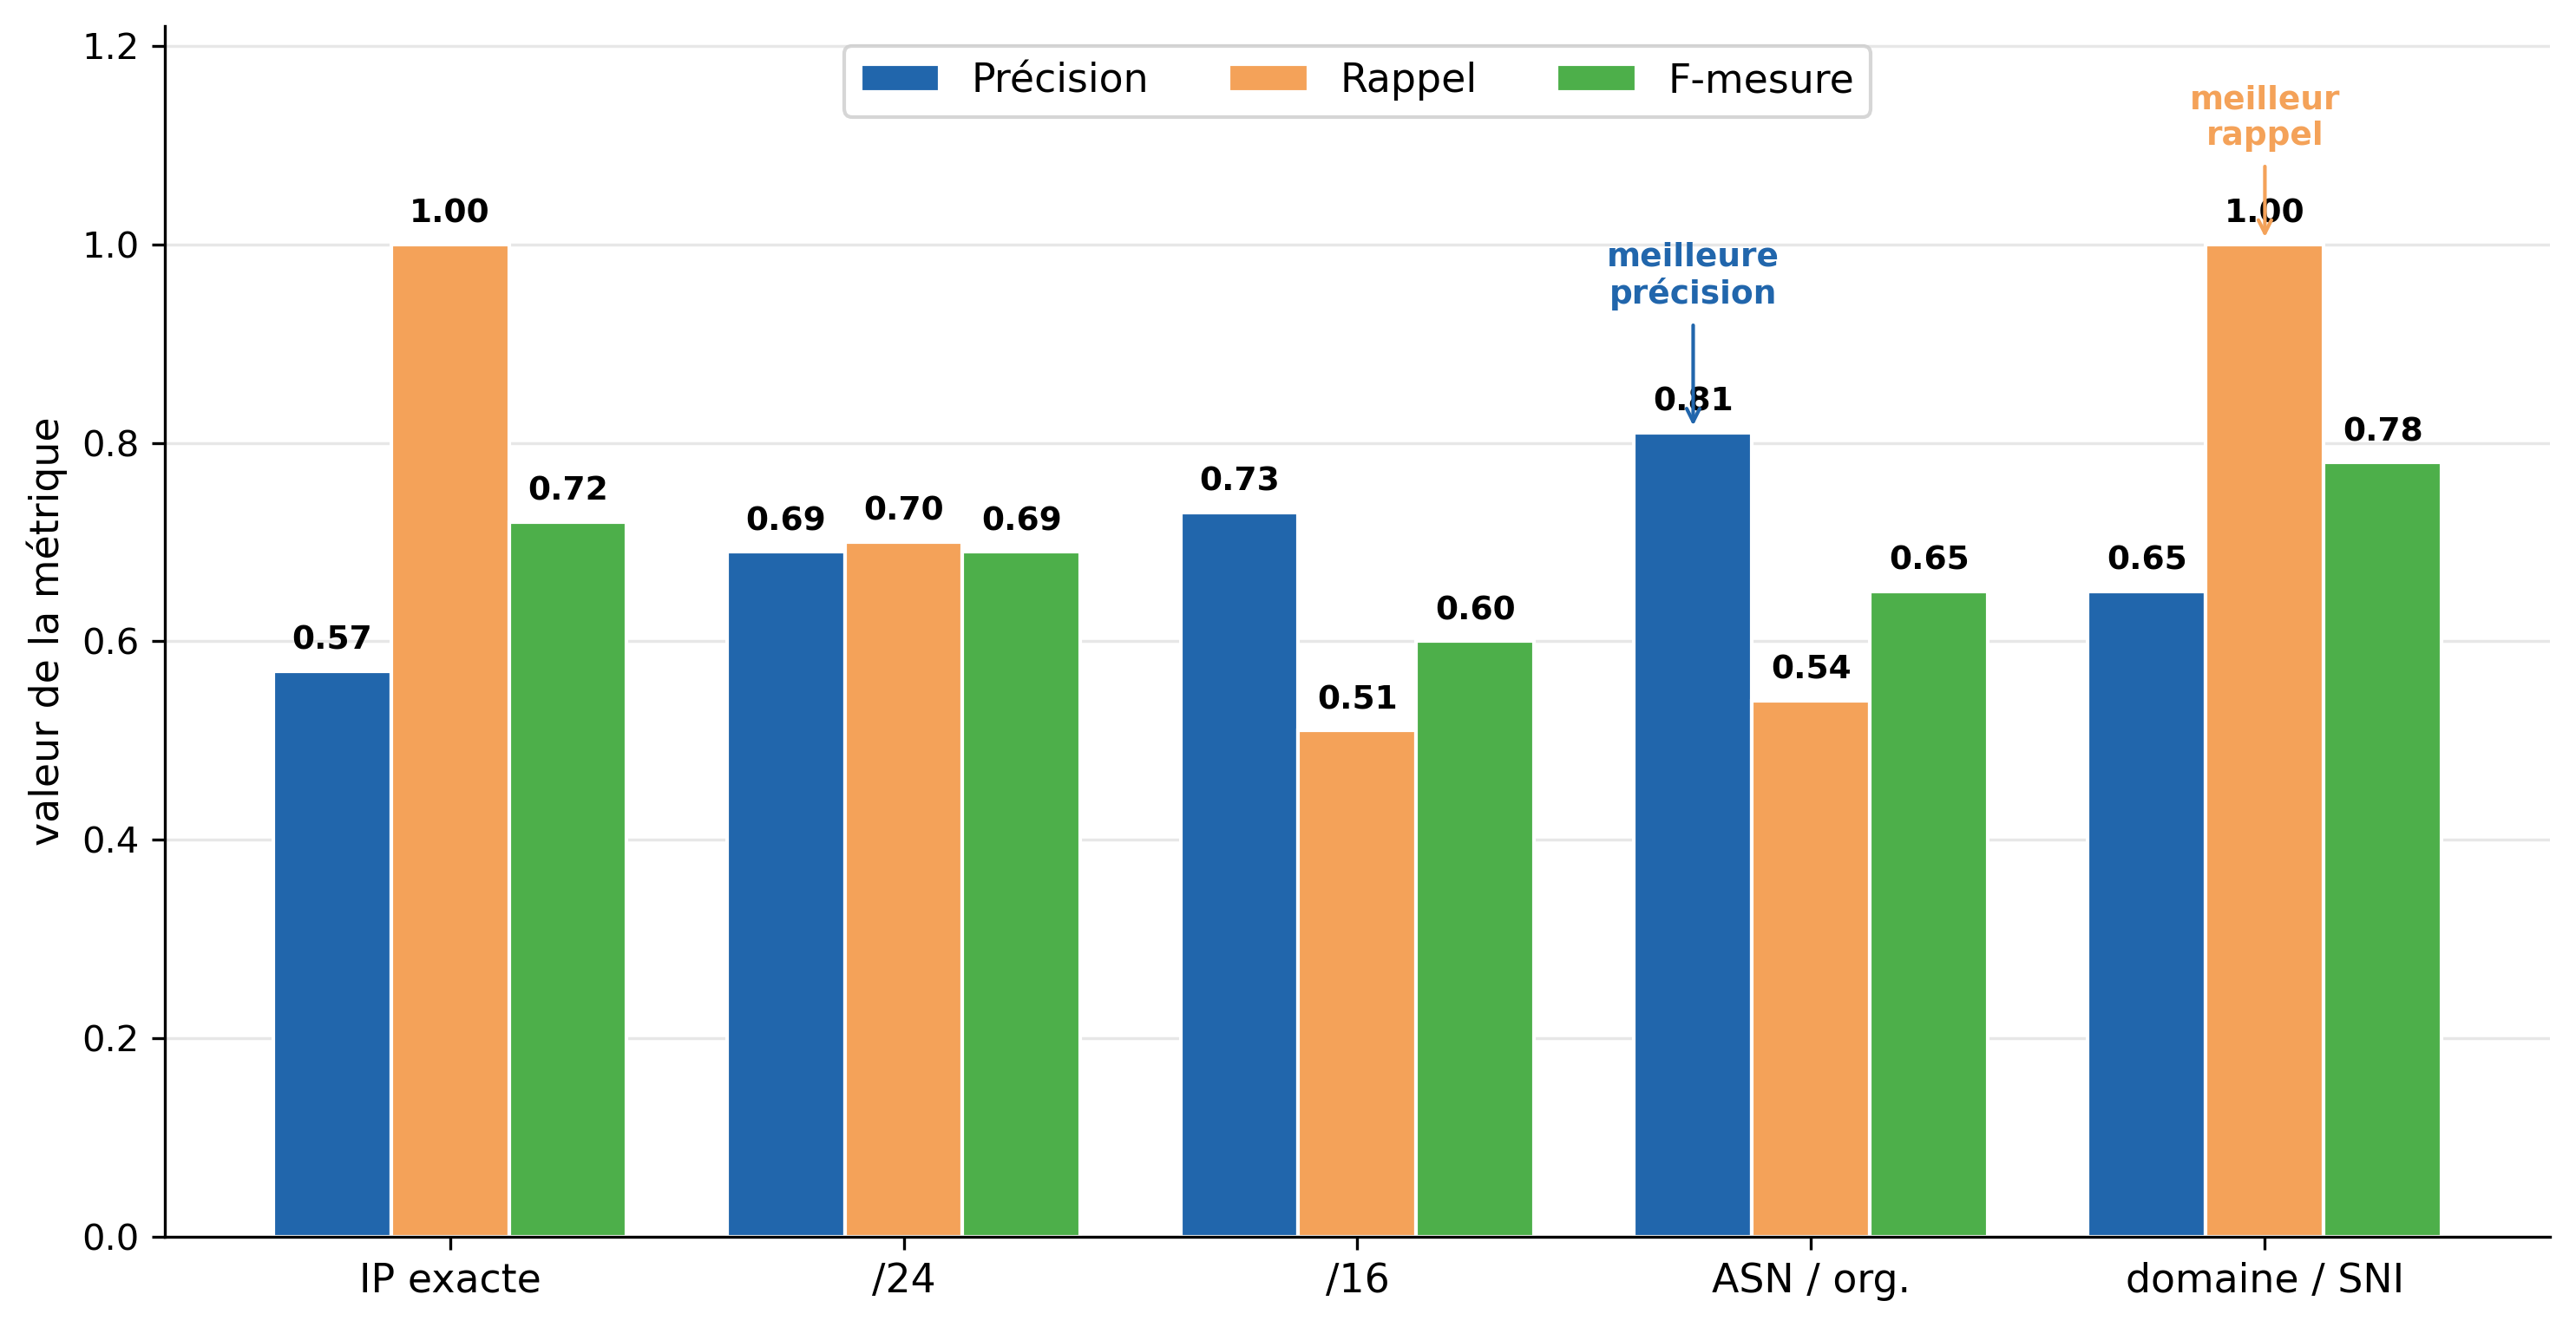 1.2
Précision Rappel F-mesure
meilleur
rappel
1.00
1.00
1.0
meilleure
précision
0.81
0.8
0.78
0.72
0.69
0.70
0.69
0.73
0.65
0.65
0.57
0.6
0.51
0.60
0.54
0.4
0.2
0.0
valeur de la métrique
IP exacte
/24
/16
ASN / org.
domaine / SNI